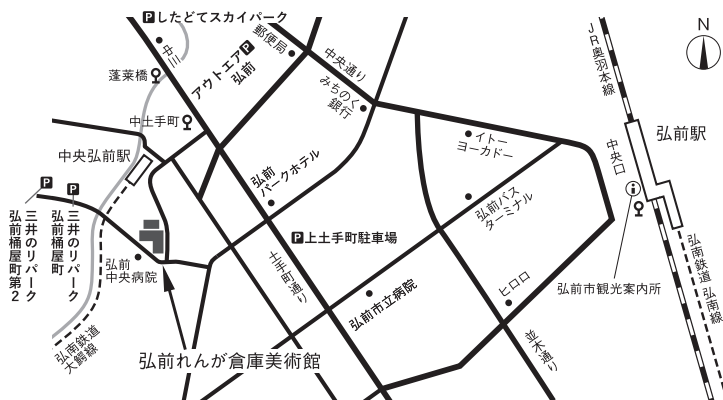 Pしたどてスカイパーク
中川
郵便局
アウトエアP
弘前
中央通り
みちのく
銀行
蓬莱橋
中土手町
中央弘前駅
P
P
三井のリパーク
弘前桶屋町
三井のリパーク
弘前桶屋町第2
弘前
中央病院
弘南鉄道
大鰐線
弘前れんが倉庫美術館
弘前
パークホテル
P上土手町駐車場
土手町通り
弘前市立病院
イトー
ヨーカドー
弘前バス
ターミナル
ヒロロ
並木通り
JR奥羽本線
N
弘前駅
中央口
弘前市観光案内所
弘南鉄道 弘南線